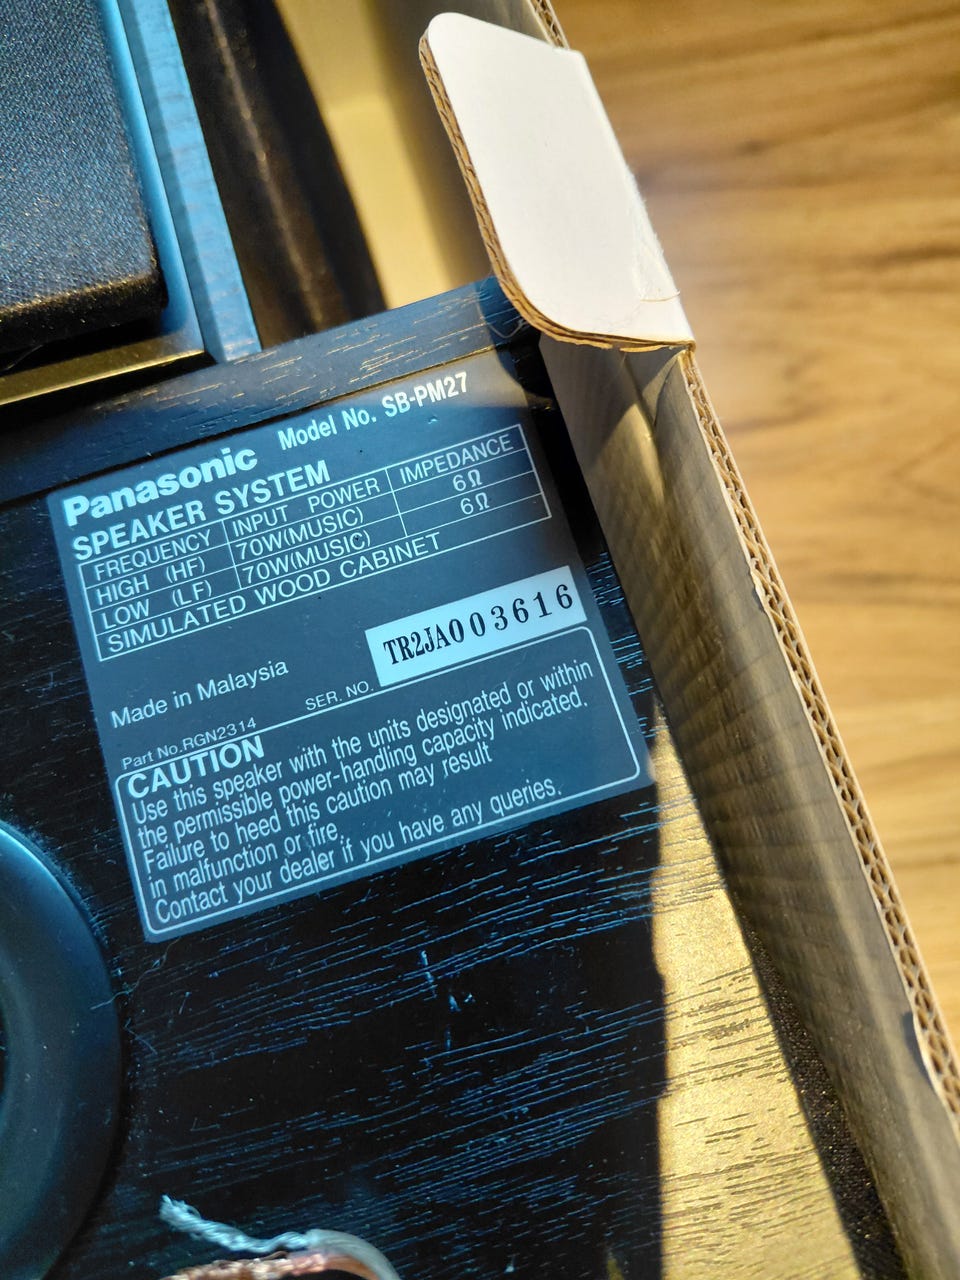 Panasonic Model No. SB-PM27
SPEAKER SYSTEM
FREQUENCY INPUT POWER IMPEDANCE
HIGH (HF) 70W(MUSIC) 6Ω
LOW (LF) 70W(MUSIC) 6Ω
SIMULATED WOOD CABINET
TR2JA003616
Made in Malaysia SER. NO.
Part No.RGN2314
CAUTION
Use this speaker with the units designated or within
the permissible power-handling capacity indicated.
Failure to heed this caution may result
in malfunction or fire.
Contact your dealer if you have any queries.